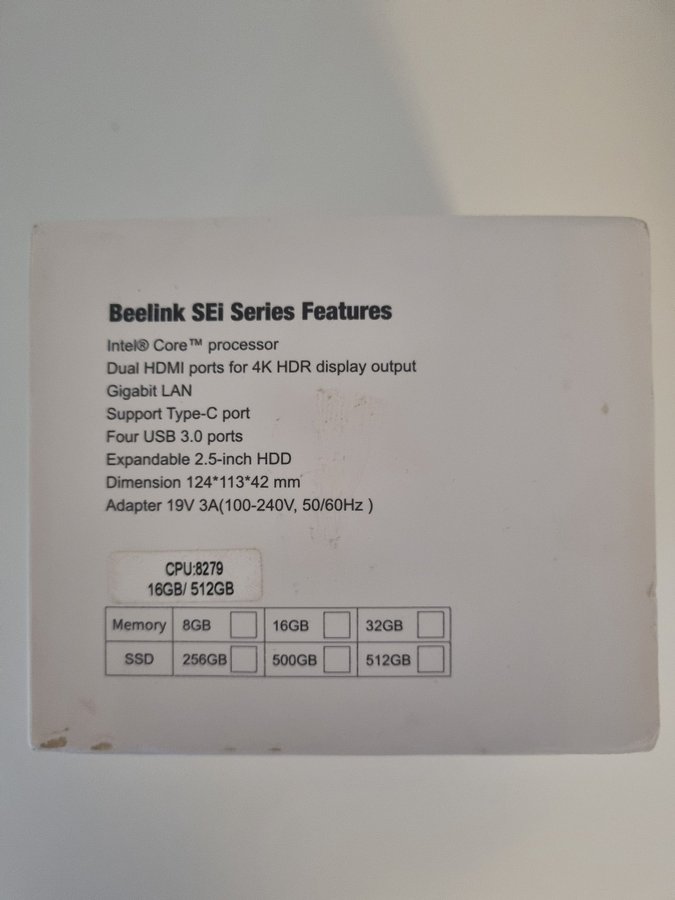 Beelink SEi Series Features
Intel® Core™ processor
Dual HDMI ports for 4K HDR display output
Gigabit LAN
Support Type-C port
Four USB 3.0 ports
Expandable 2.5-inch HDD
Dimension 124*113*42 mm
Adapter 19V 3A(100-240V, 50/60Hz )
CPU:8279
16GB/ 512GB
Memory 8GB 16GB 32GB
SSD 256GB 500GB 512GB